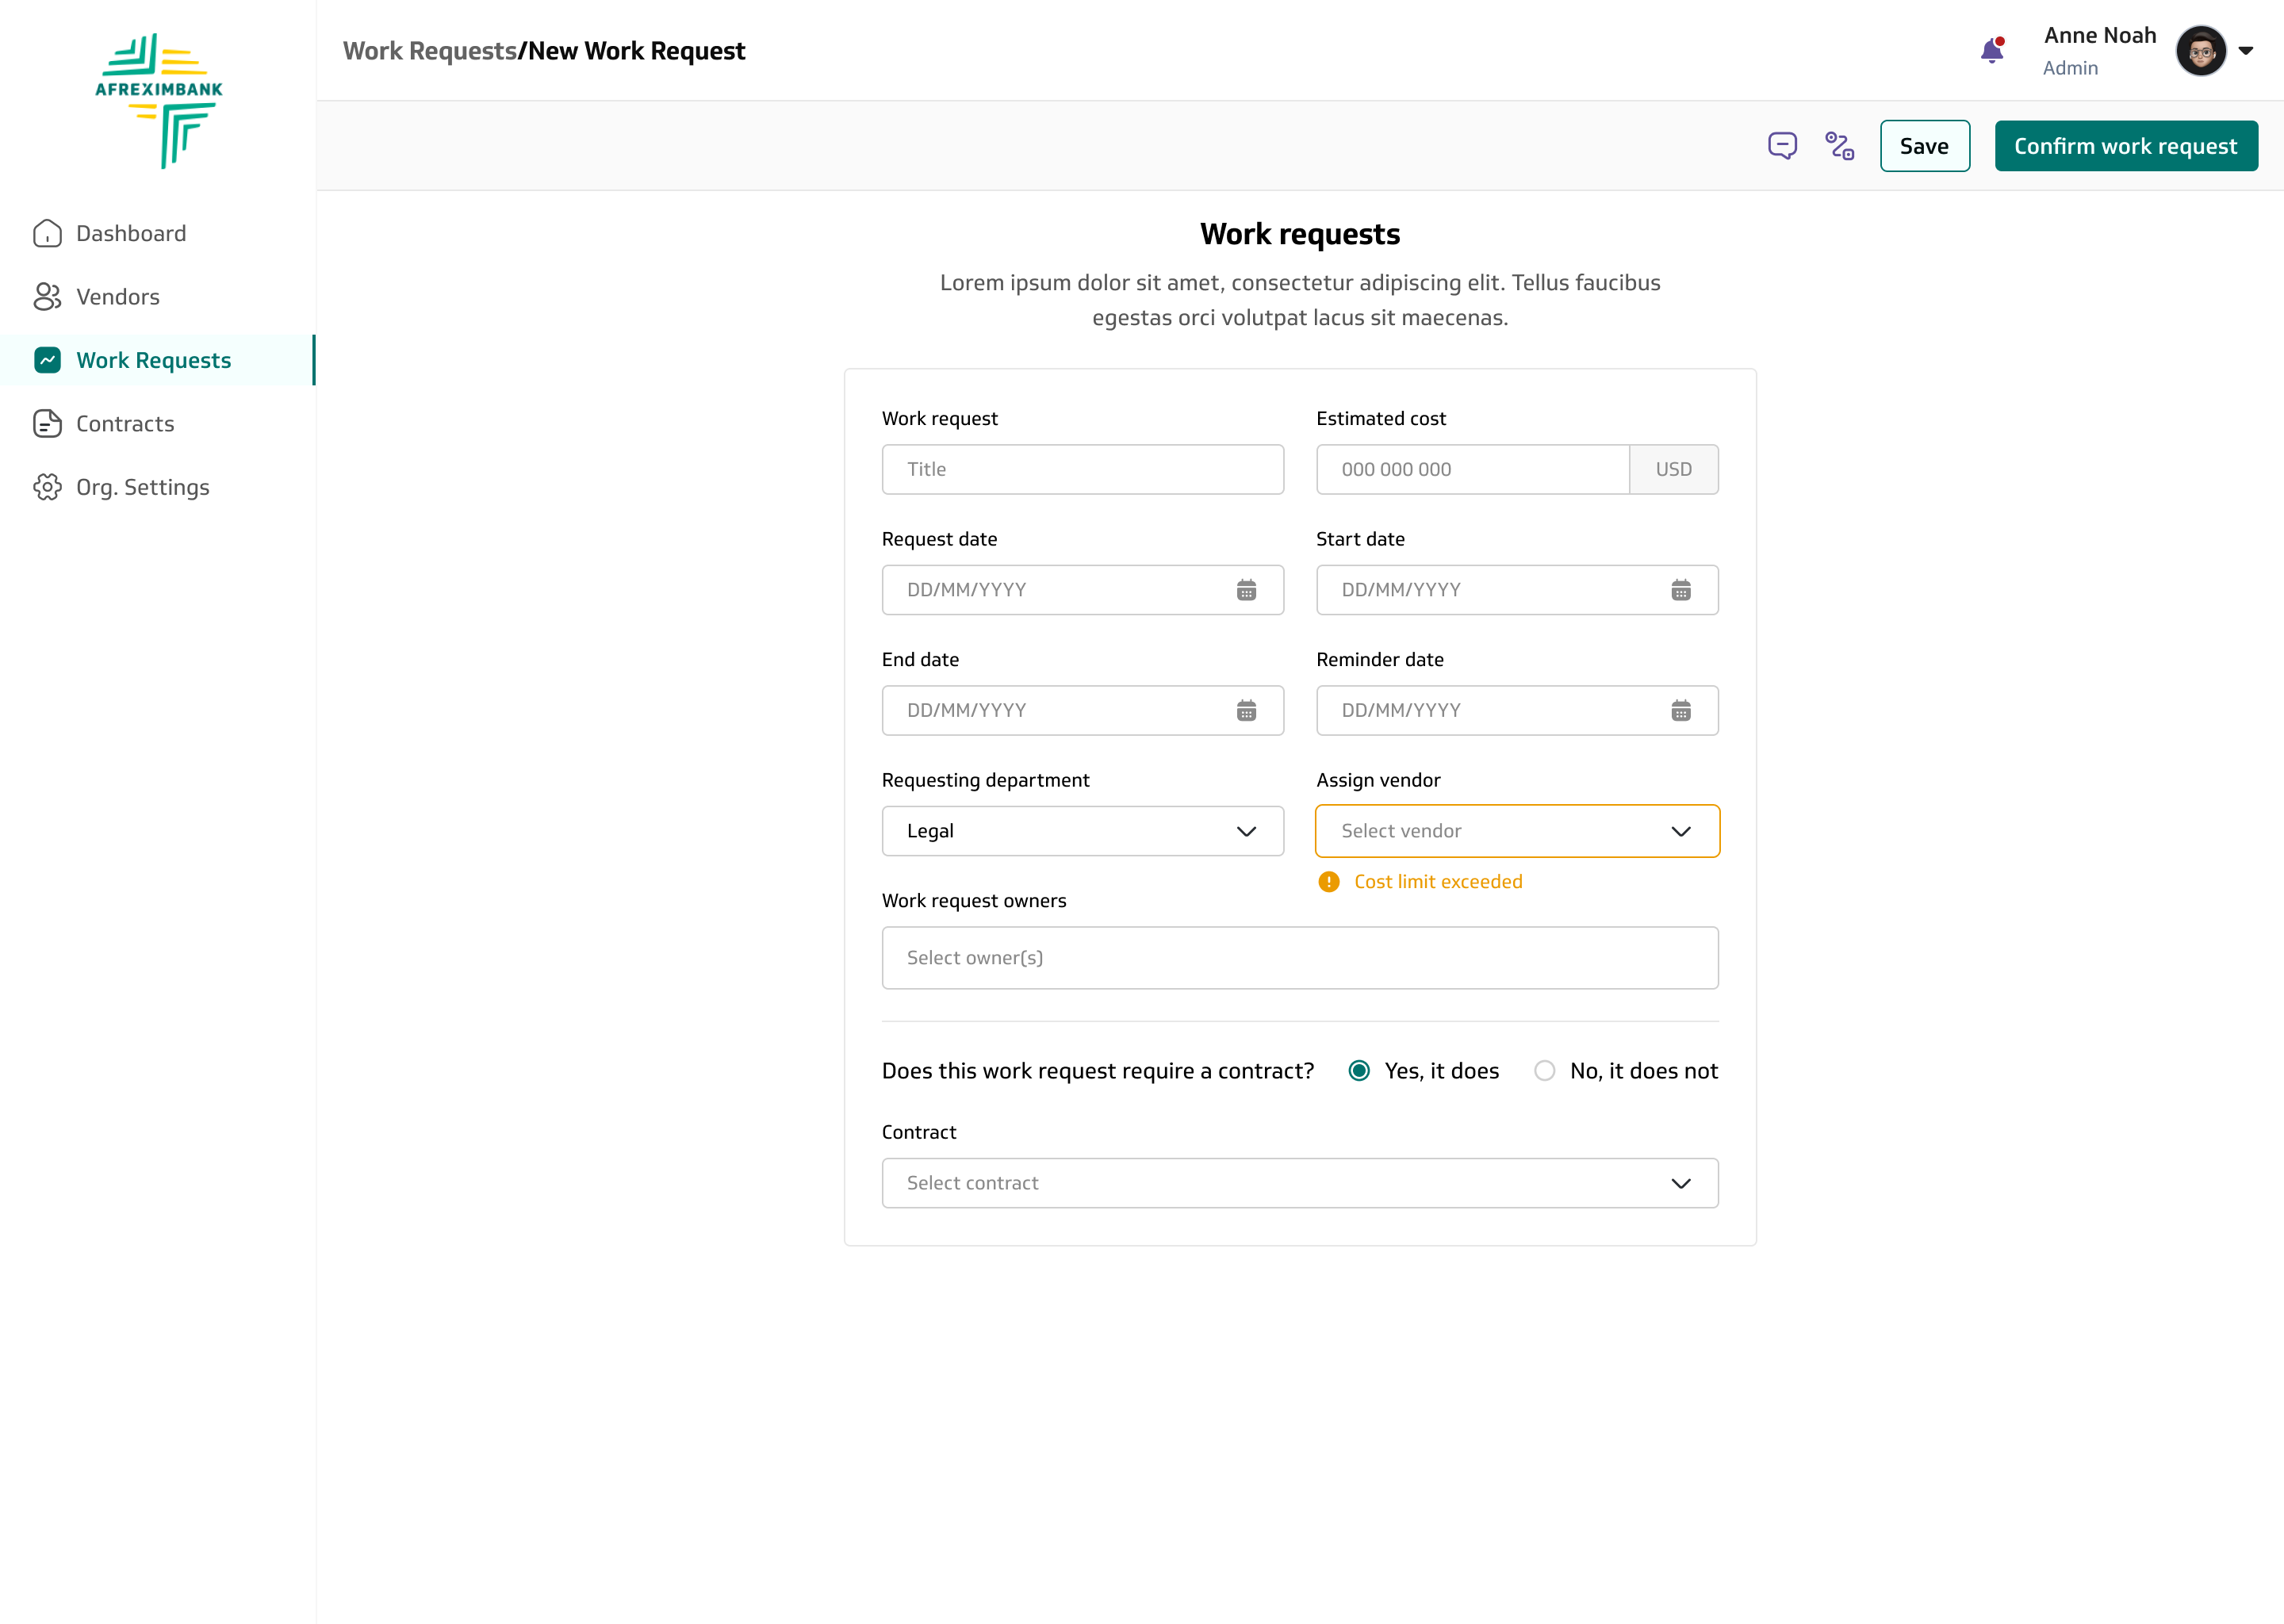 AFREXIMBANK
Dashboard
Vendors
Work Requests
Contracts
Org. Settings
Work Requests/New Work Request
Anne Noah
Admin
Save
Confirm work request
Work requests
Lorem ipsum dolor sit amet, consectetur adipiscing elit. Tellus faucibus
egestas orci volutpat lacus sit maecenas.
Work request
Title
Estimated cost
000 000 000
USD
Request date
DD/MM/YYYY
Start date
DD/MM/YYYY
End date
DD/MM/YYYY
Reminder date
DD/MM/YYYY
Requesting department
Legal
Assign vendor
Select vendor
Cost limit exceeded
Work request owners
Select owner(s)
Does this work request require a contract?
Yes, it does
No, it does not
Contract
Select contract